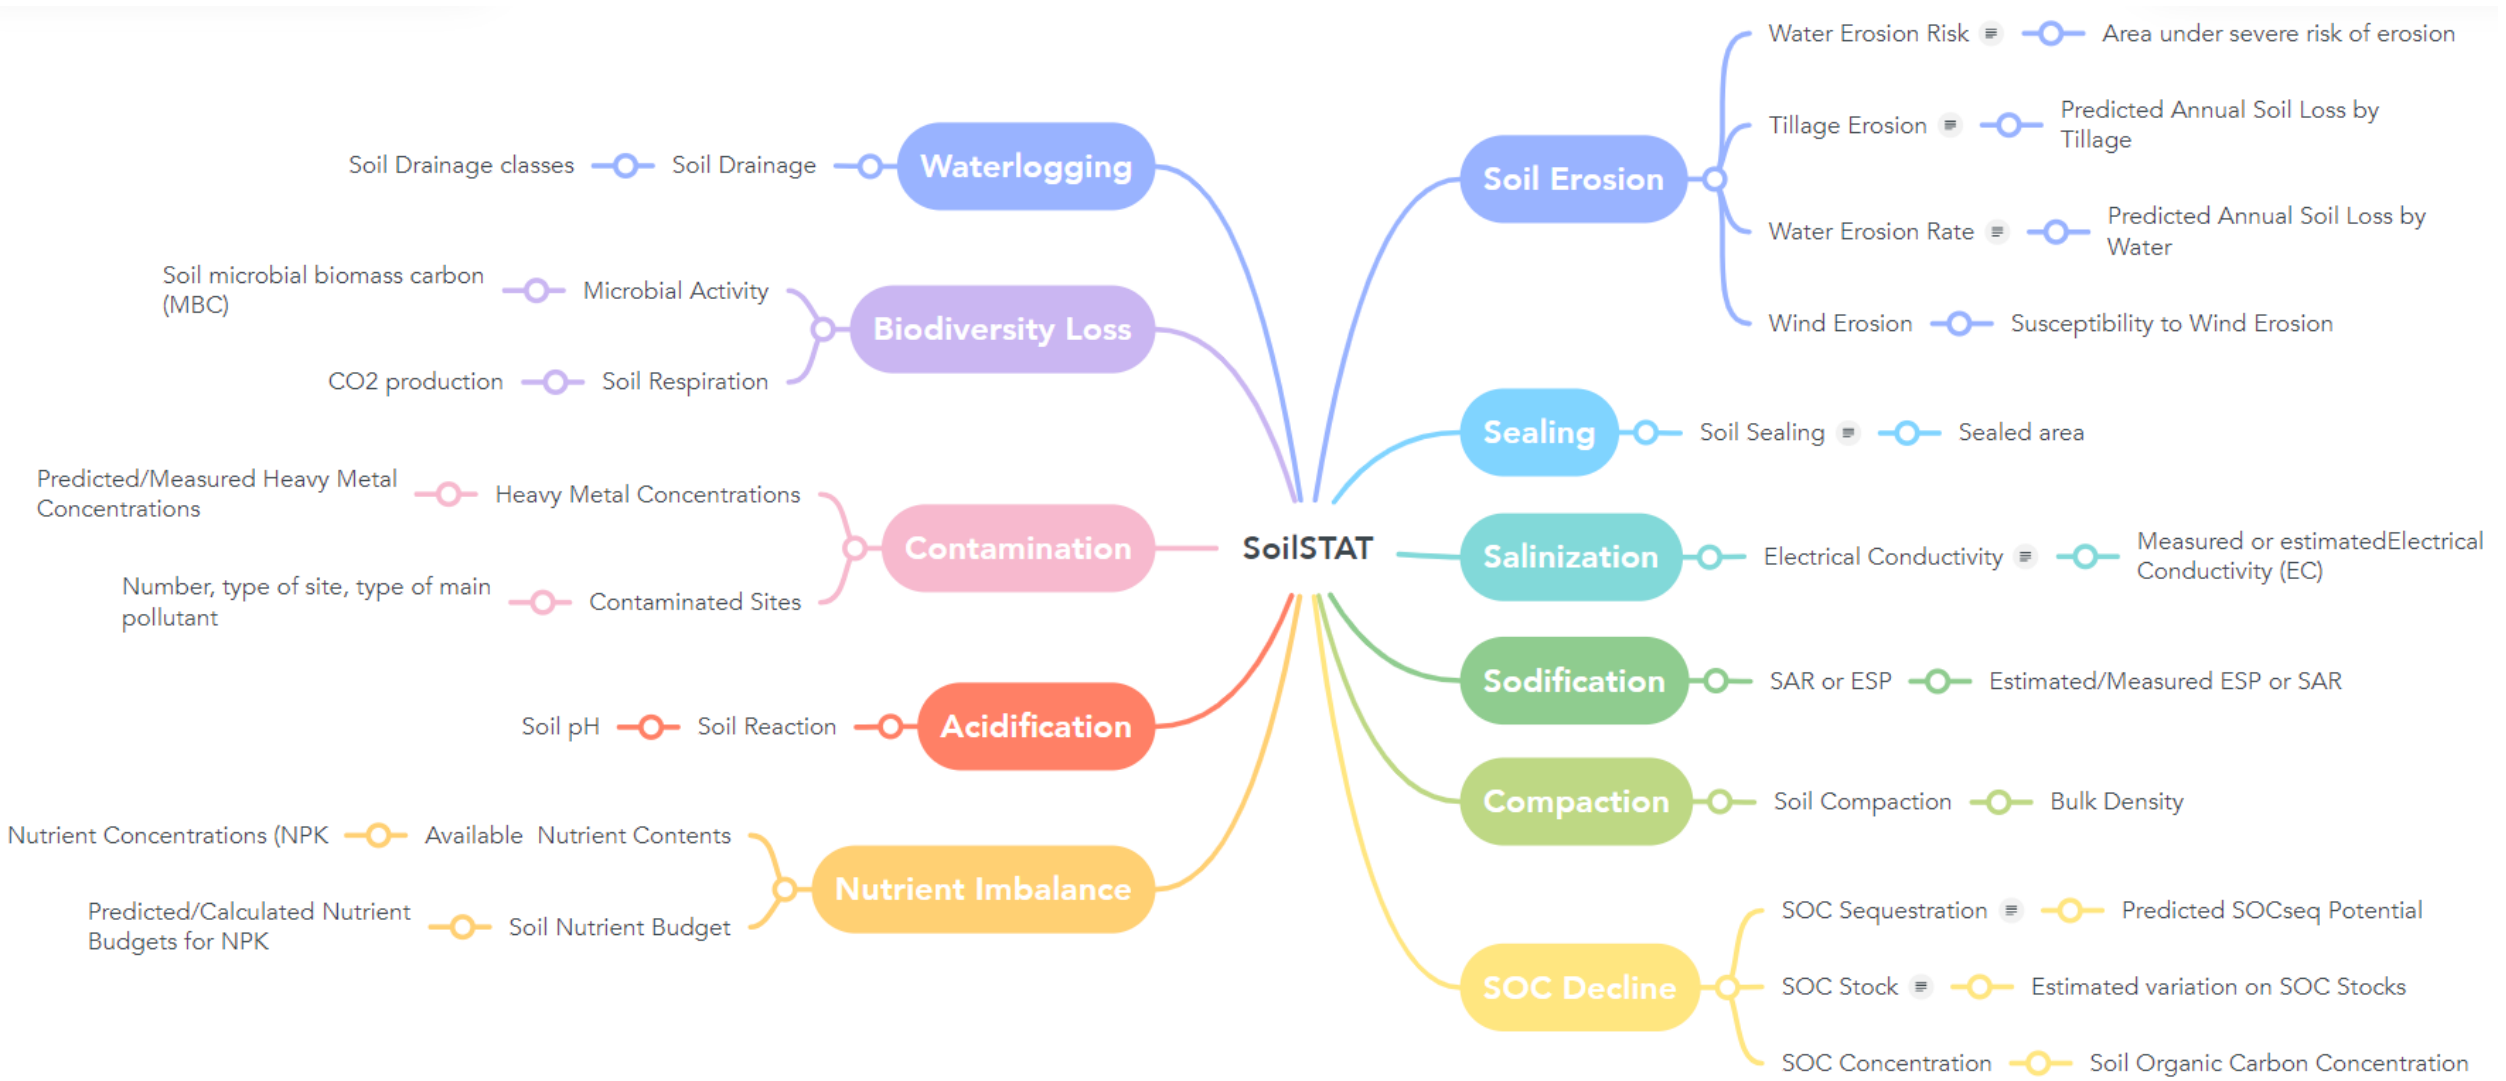 Water Erosion Risk
Area under severe risk of erosion
Tillage Erosion
Predicted Annual Soil Loss by
Tillage
Water Erosion Rate
Predicted Annual Soil Loss by
Water
Wind Erosion
Susceptibility to Wind Erosion
Soil Erosion
Soil Drainage classes
Soil Drainage
Waterlogging
Soil microbial biomass carbon
(MBC)
Microbial Activity
Biodiversity Loss
CO2 production
Soil Respiration
Sealing
Soil Sealing
Sealed area
Predicted/Measured Heavy Metal
Concentrations
Heavy Metal Concentrations
Contamination
Number, type of site, type of main
pollutant
Contaminated Sites
SoilSTAT
Salinization
Electrical Conductivity
Measured or estimatedElectrical
Conductivity (EC)
Sodification
SAR or ESP
Estimated/Measured ESP or SAR
Soil pH
Soil Reaction
Acidification
Compaction
Soil Compaction
Bulk Density
Nutrient Concentrations (NPK
Available  Nutrient Contents
Nutrient Imbalance
Predicted/Calculated Nutrient
Budgets for NPK
Soil Nutrient Budget
SOC Decline
SOC Sequestration
Predicted SOCseq Potential
SOC Stock
Estimated variation on SOC Stocks
SOC Concentration
Soil Organic Carbon Concentration